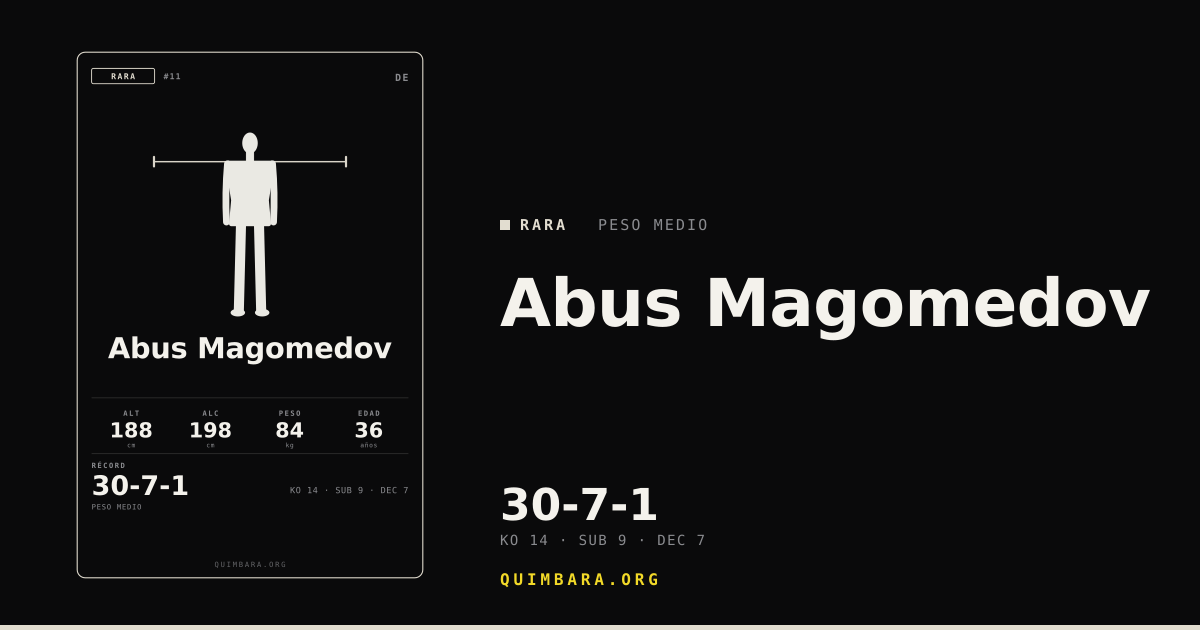 RARA #11 DE
Abus Magomedov
ALT ALC PESO EDAD
188 198 84 36
cm cm kg años
RÉCORD
30-7-1 KO 14 · SUB 9 · DEC 7
PESO MEDIO
QUIMBARA.ORG
RARA PESO MEDIO
Abus Magomedov
30-7-1
KO 14 · SUB 9 · DEC 7
QUIMBARA.ORG